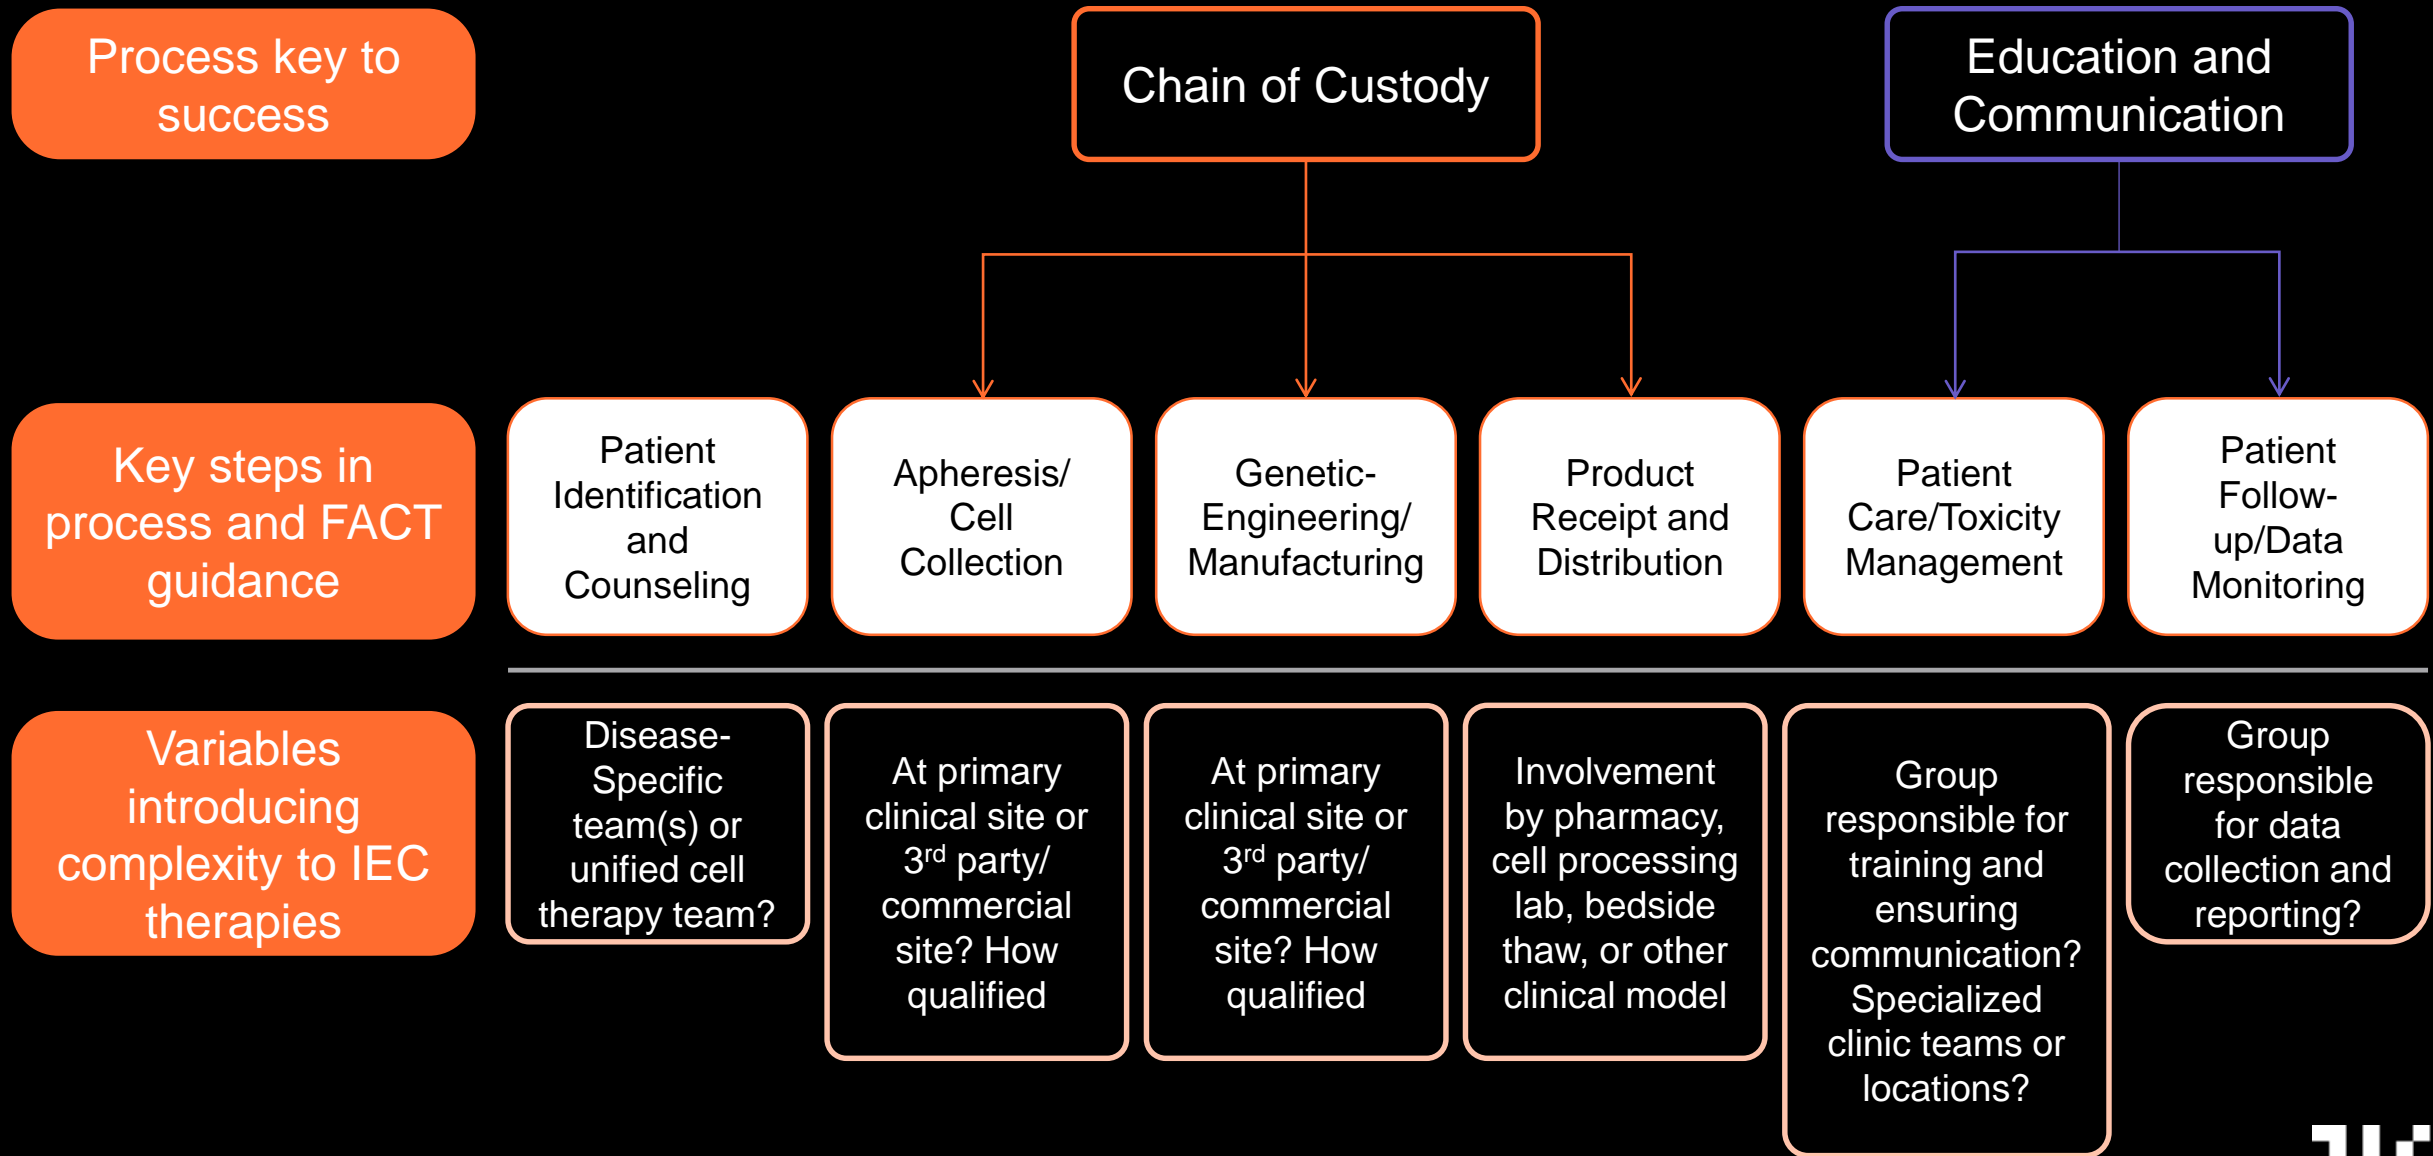 Process key to
success
Chain of Custody
Education and
Communication
Key steps in
process and FACT
guidance
Patient
Identification
and
Counseling
Apheresis/
Cell
Collection
Genetic-
Engineering/
Manufacturing
Product
Receipt and
Distribution
Patient
Care/Toxicity
Management
Patient
Follow-
up/Data
Monitoring
Variables
introducing
complexity to IEC
therapies
Disease-
Specific
team(s) or
unified cell
therapy team?
At primary
clinical site or
3rd party/
commercial
site? How
qualified
At primary
clinical site or
3rd party/
commercial
site? How
qualified
Involvement
by pharmacy,
cell processing
lab, bedside
thaw, or other
clinical model
Group
responsible for
training and
ensuring
communication?
Specialized
clinic teams or
locations?
Group
responsible
for data
collection and
reporting?